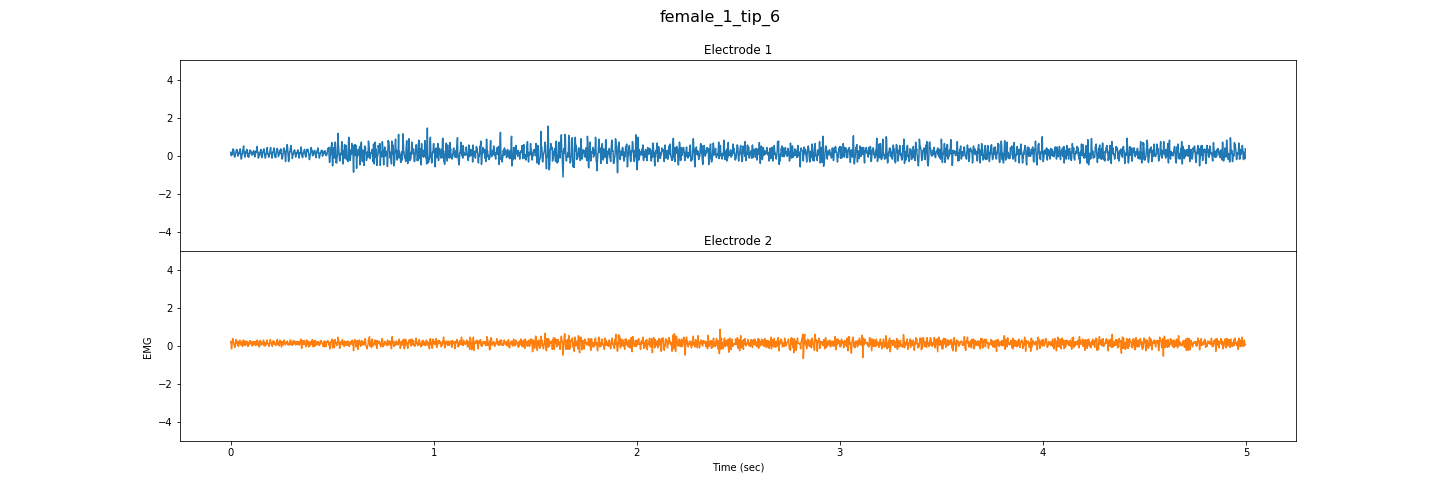 female_1_tip_6
Electrode 1
4
2
0
−2
−4
Electrode 2
4
2
0
−2
−4
EMG
0 1 2 3 4 5
Time (sec)